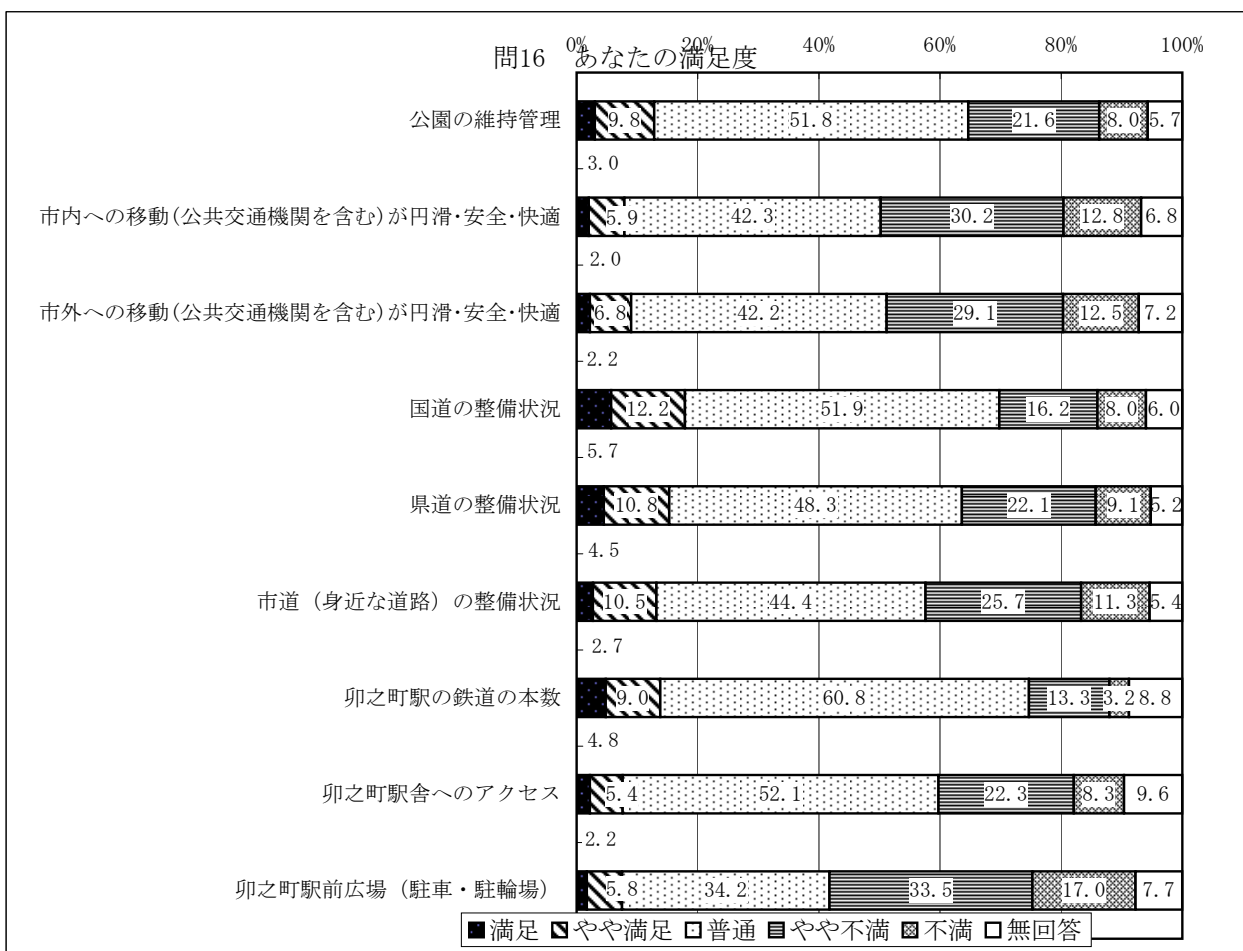 問16　あなたの満足度
0% 20% 40% 60% 80% 100%
公園の維持管理 9.8 51.8 21.6 8.0 5.7
3.0
市内への移動(公共交通機関を含む)が円滑・安全・快適 5.9 42.3 30.2 12.8 6.8
2.0
市外への移動(公共交通機関を含む)が円滑・安全・快適 6.8 42.2 29.1 12.5 7.2
2.2
国道の整備状況 12.2 51.9 16.2 8.0 6.0
5.7
県道の整備状況 10.8 48.3 22.1 9.1 5.2
4.5
市道（身近な道路）の整備状況 10.5 44.4 25.7 11.3 5.4
2.7
卯之町駅の鉄道の本数 9.0 60.8 13.3 3.2 8.8
4.8
卯之町駅舎へのアクセス 5.4 52.1 22.3 8.3 9.6
2.2
卯之町駅前広場（駐車・駐輪場） 5.8 34.2 33.5 17.0 7.7
満足 やや満足 普通 やや不満 不満 無回答